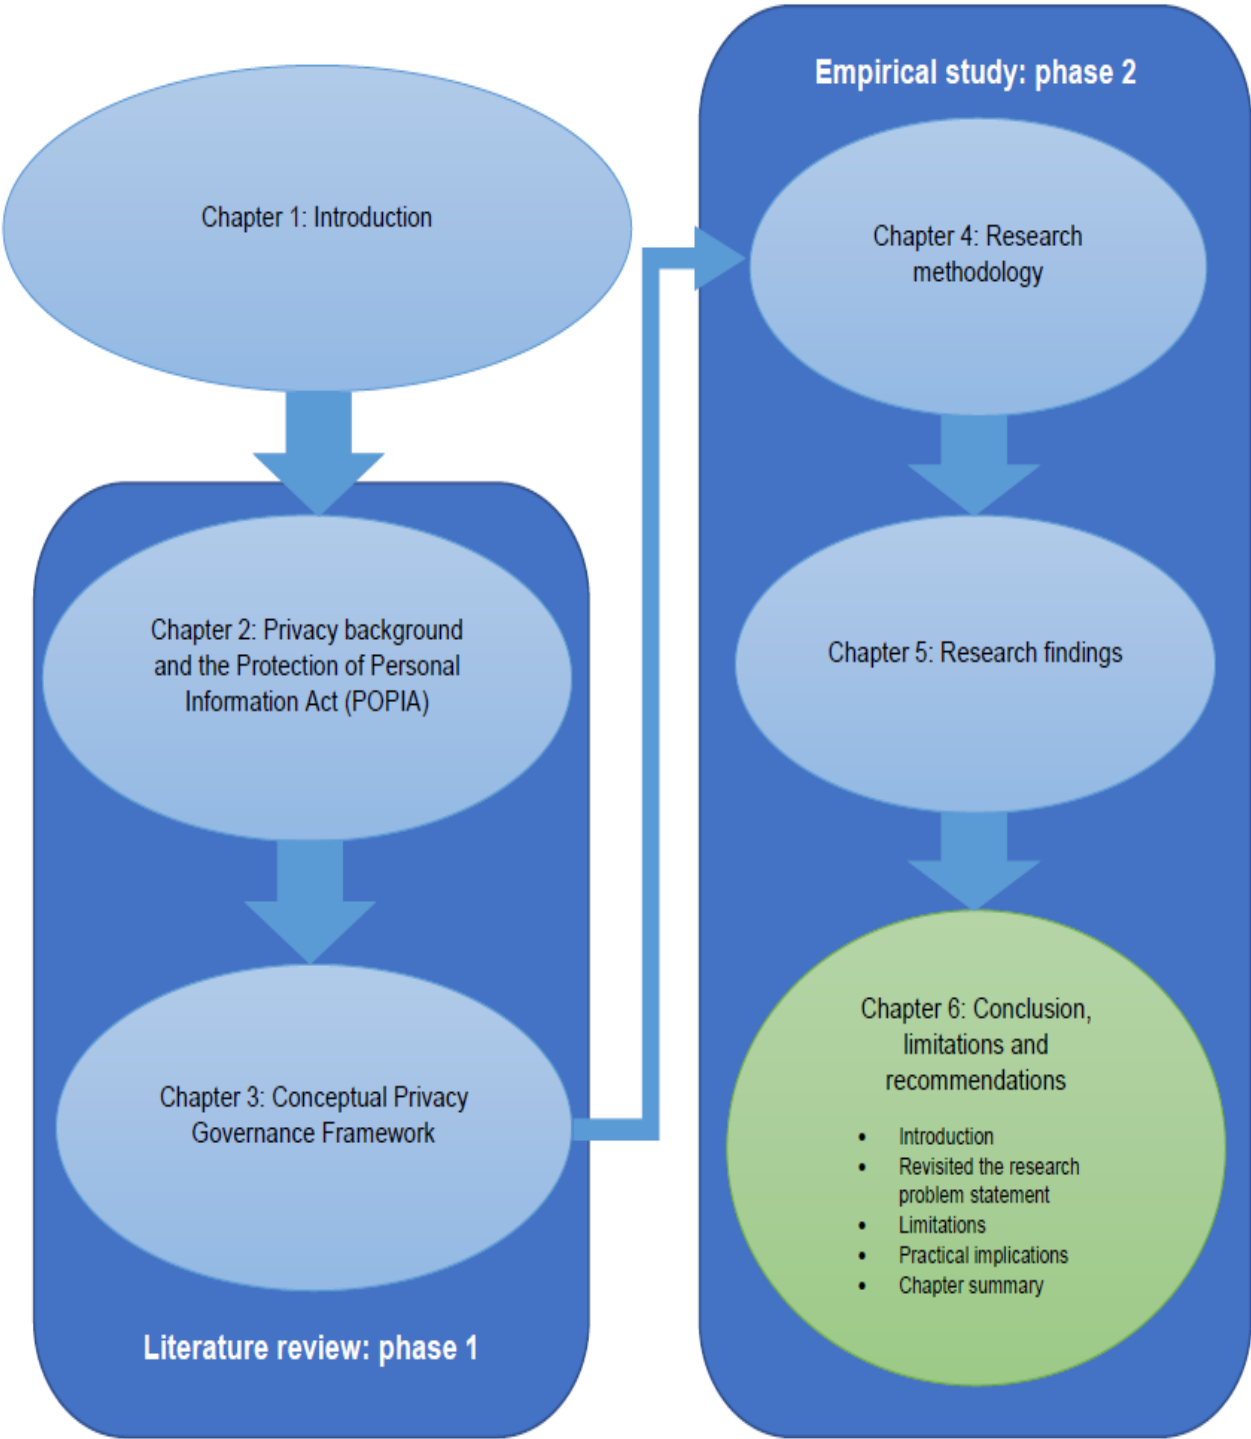 Chapter 1: Introduction
Chapter 2: Privacy background
and the Protection of Personal
Information Act (POPIA)
Chapter 3: Conceptual Privacy
Governance Framework
Literature review: phase 1
Empirical study: phase 2
Chapter 4: Research
methodology
Chapter 5: Research findings
Chapter 6: Conclusion,
limitations and
recommendations
• Introduction
• Revisited the research
problem statement
• Limitations
• Practical implications
• Chapter summary